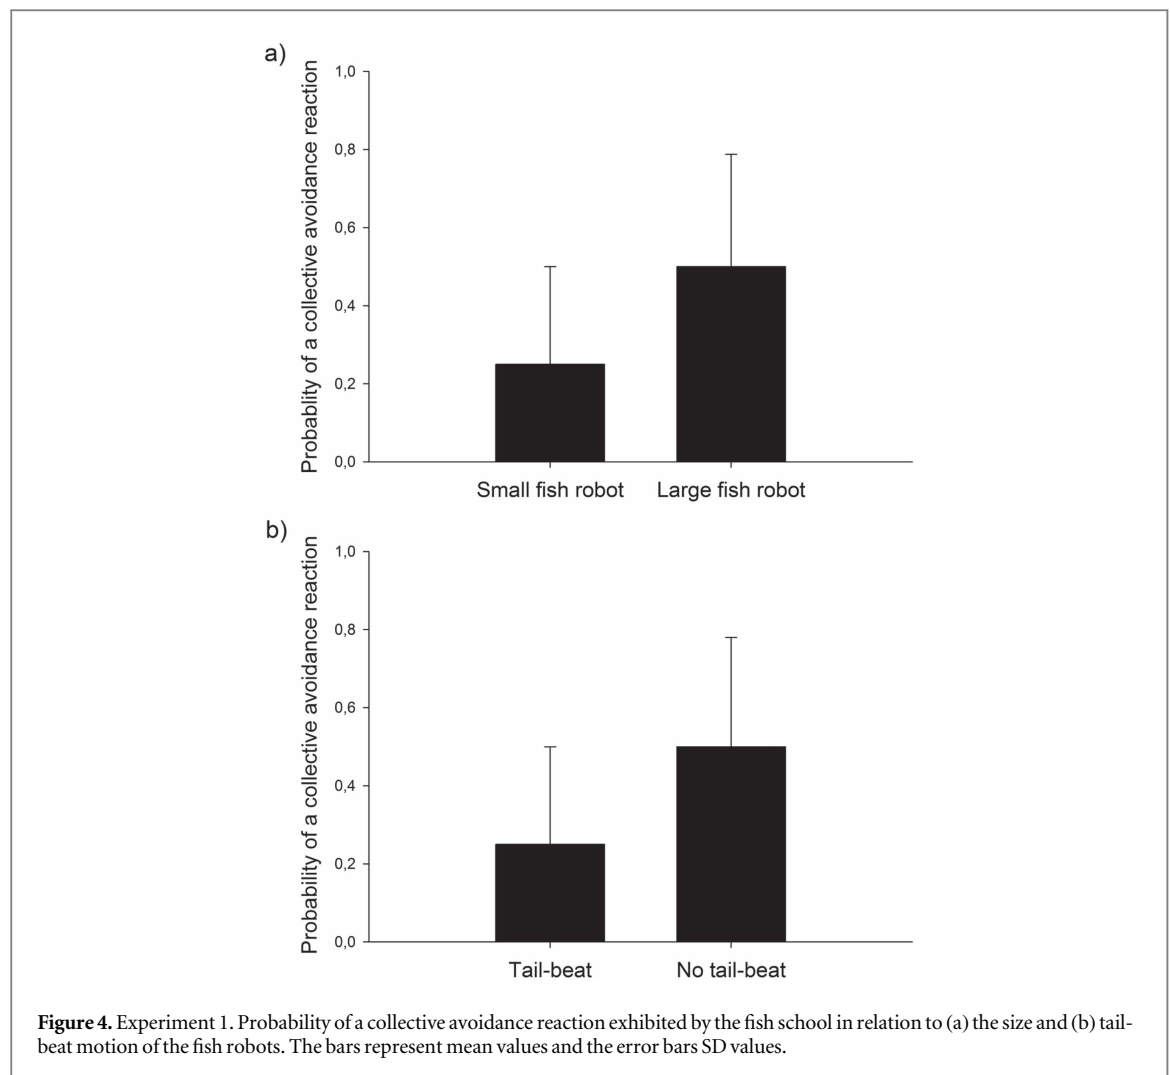 a)
Probablity of a collective avoidance reaction
1,0
0,8
0,6
0,4
0,2
0,0
Small fish robot Large fish robot
b)
Probability of a collective avoidance reaction
1,0
0,8
0,6
0,4
0,2
0,0
Tail-beat No tail-beat
Figure 4. Experiment 1. Probability of a collective avoidance reaction exhibited by the fish school in relation to (a) the size and (b) tail-
beat motion of the fish robots. The bars represent mean values and the error bars SD values.